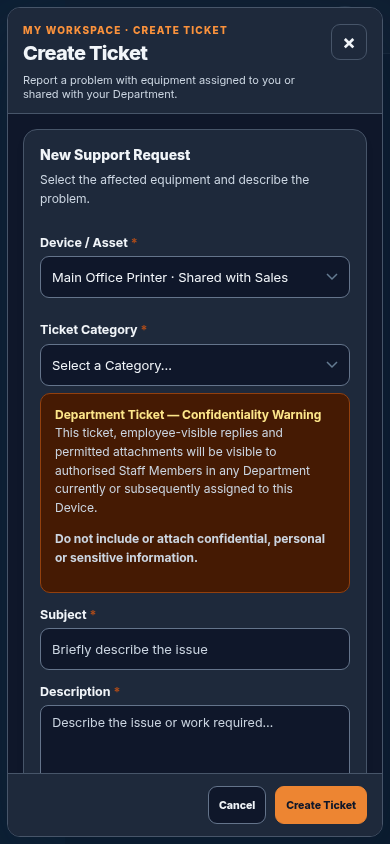 MY WORKSPACE · CREATE TICKET
Create Ticket
×
Report a problem with equipment assigned to you or
shared with your Department.
New Support Request
Select the affected equipment and describe the
problem.
Device / Asset *
Main Office Printer · Shared with Sales
Ticket Category *
Select a Category...
Department Ticket — Confidentiality Warning
This ticket, employee-visible replies and
permitted attachments will be visible to
authorised Staff Members in any Department
currently or subsequently assigned to this
Device.
Do not include or attach confidential, personal
or sensitive information.
Subject *
Briefly describe the issue
Description *
Describe the issue or work required...
Cancel
Create Ticket